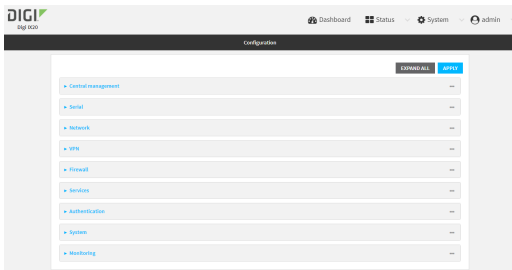 DIGI
Digi IX20
Dashboard
Status
System
admin
Configuration
EXPAND ALL
APPLY
Central management
Serial
Network
VPN
Firewall
Services
Authentication
System
Monitoring